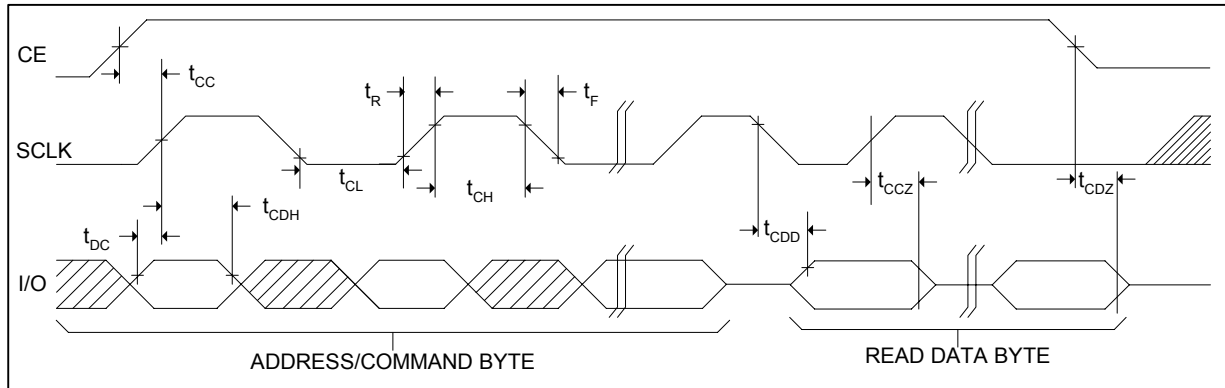 CE
tCC
tR
tF
SCLK
tCL
tCH
tCCZ
tCDZ
tCDH
tDC
tCDD
I/O
ADDRESS/COMMAND BYTE
READ DATA BYTE